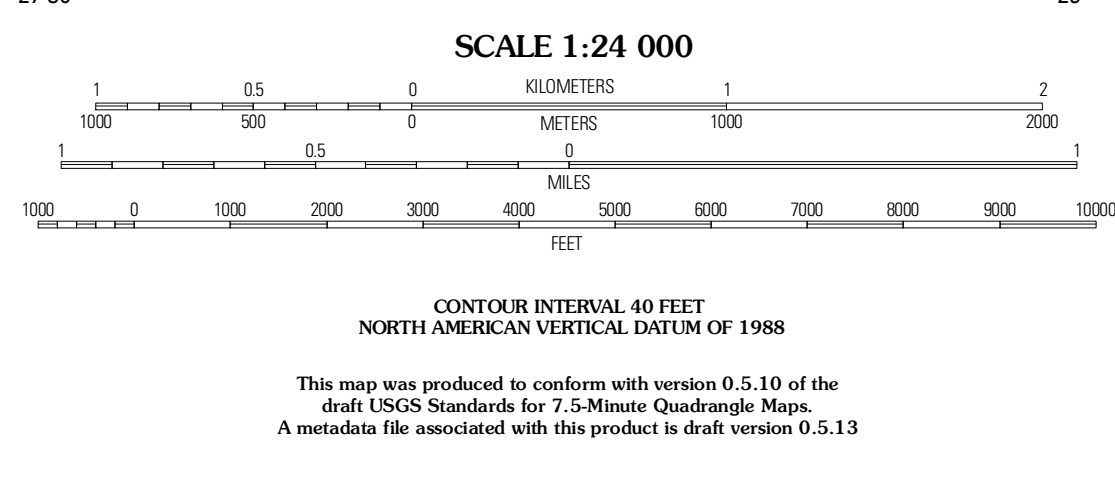 SCALE 1:24 000
1 0.5 0 KILOMETERS 1 2
1000 500 0 METERS 1000 2000
1 0.5 0 1
MILES
1000 0 1000 2000 3000 4000 5000 6000 7000 8000 9000 10000
FEET
CONTOUR INTERVAL 40 FEET
NORTH AMERICAN VERTICAL DATUM OF 1988
This map was produced to conform with version 0.5.10 of the
draft USGS Standards for 7.5-Minute Quadrangle Maps.
A metadata file associated with this product is draft version 0.5.13